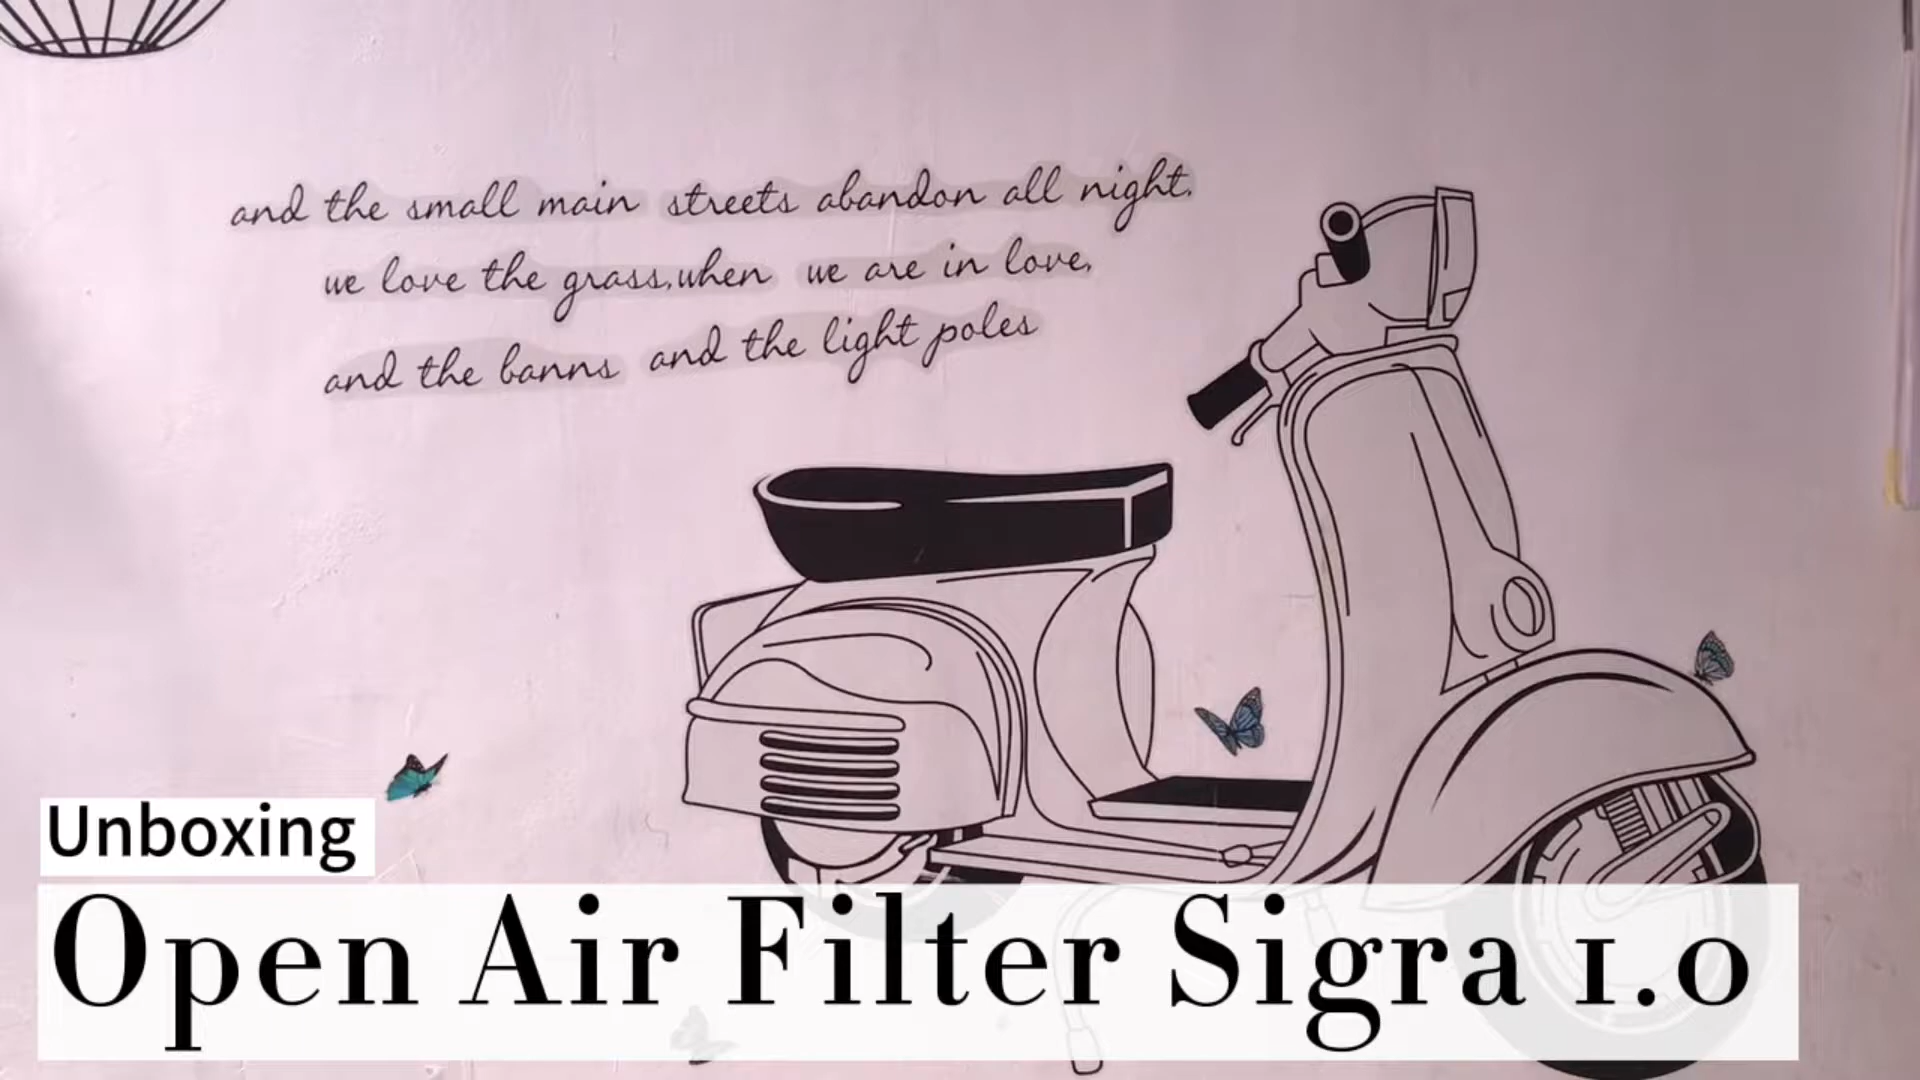 and the small main streets abandon all night.
we love the grass.when we are in love,
and the banns and the light poles
Unboxing
Open Air Filter Sigra 1.0